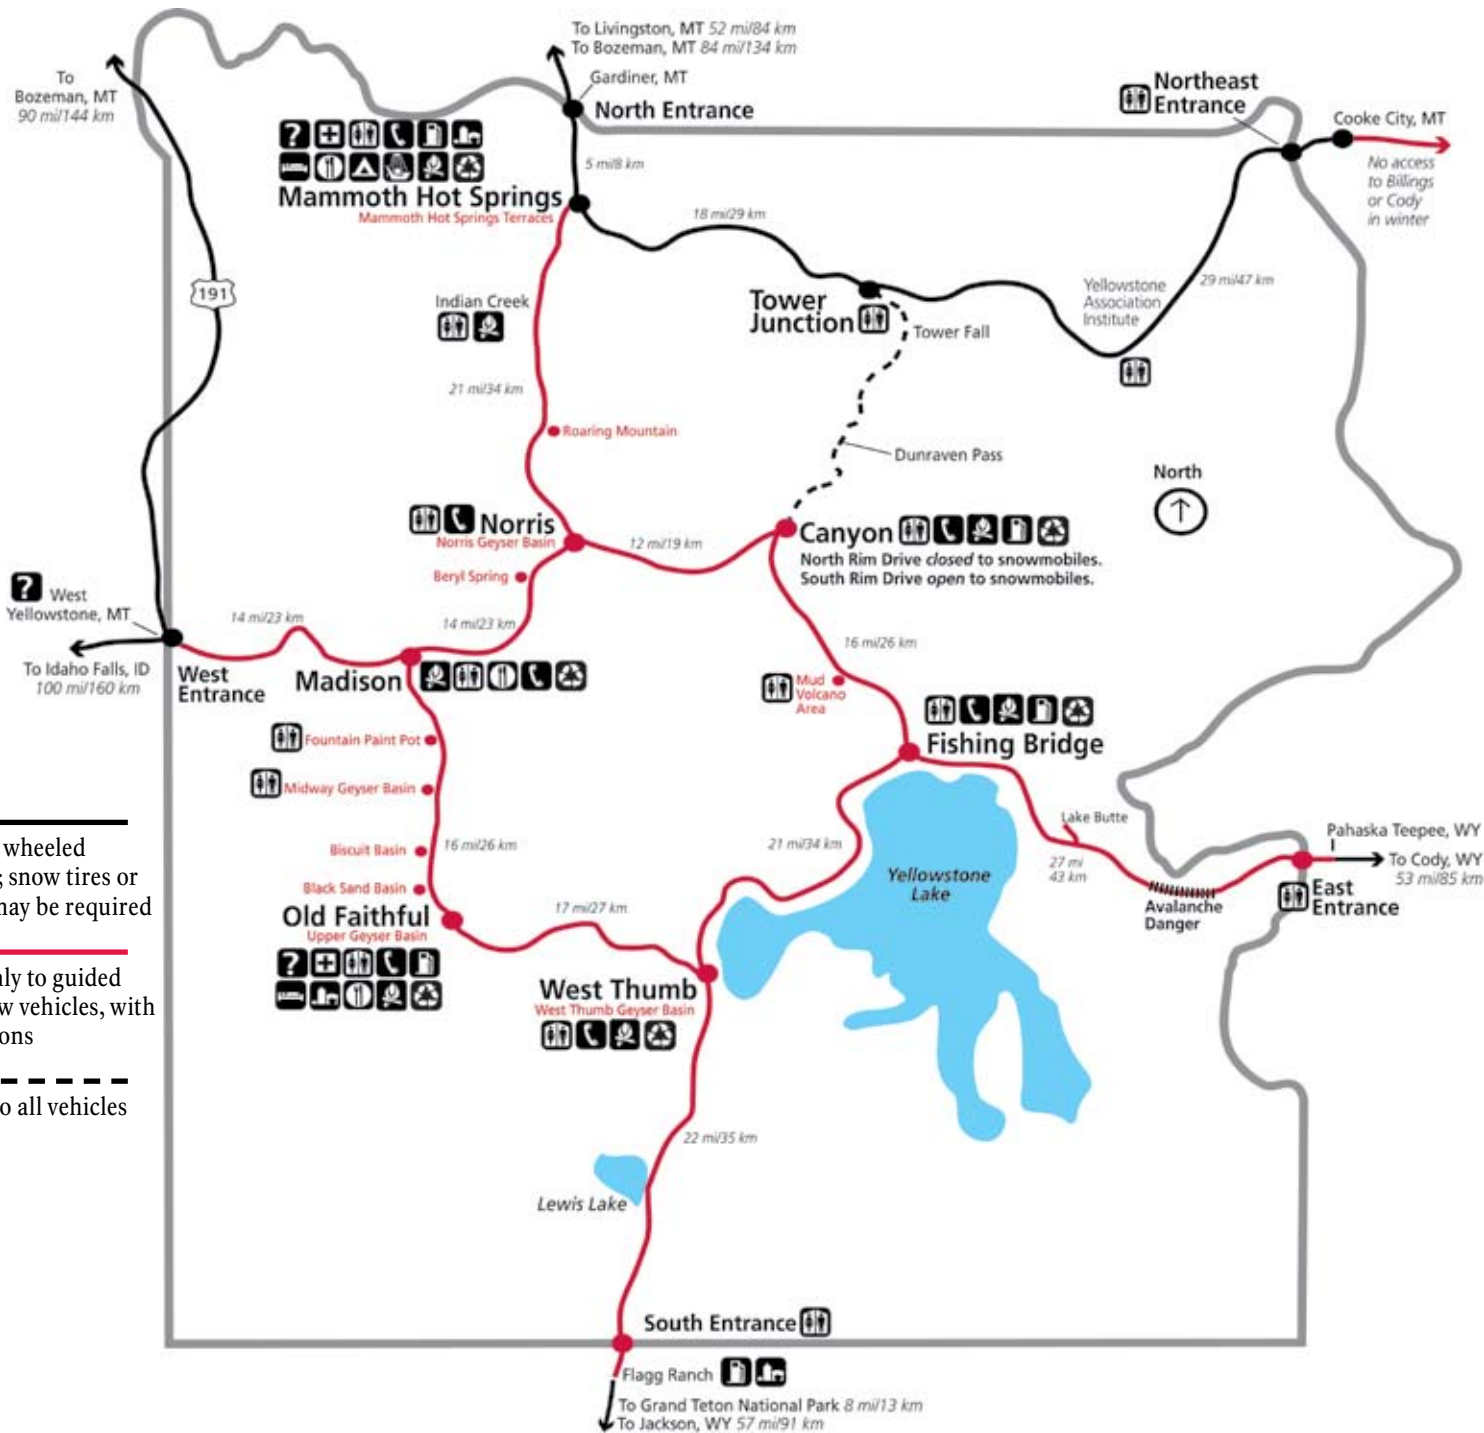 To Livingston, MT 52 mi/84 km
To Bozeman, MT 84 mi/134 km
Gardiner, MT
North Entrance
To
Bozeman, MT
90 mi/144 km
Northeast
Entrance
Cooke City, MT
No access
to Billings
or Cody
in winter
5 mi/8 km
Mammoth Hot Springs
Mammoth Hot Springs Terraces
18 mi/29 km
191
Indian Creek
Tower
Junction
Tower Fall
Yellowstone
Association
Institute
29 mi/47 km
21 mi/34 km
Roaring Mountain
Dunraven Pass
North
Norris
Norris Geyser Basin
12 mi/19 km
Canyon
North Rim Drive closed to snowmobiles.
South Rim Drive open to snowmobiles.
Beryl Spring
?
West
Yellowstone, MT
14 mi/23 km
14 mi/23 km
16 mi/26 km
To Idaho Falls, ID
100 mi/160 km
West
Entrance
Madison
Mud
Volcano
Area
Fountain Paint Pot
Fishing Bridge
Midway Geyser Basin
Lake Butte
Pahaska Teepee, WY
To Cody, WY
53 mi/85 km
wheeled
; snow tires or
may be required
Biscuit Basin
16 mi/26 km
21 mi/34 km
Yellowstone
Lake
27 mi
43 km
Black Sand Basin
Avalanche
Danger
East
Entrance
Old Faithful
Upper Geyser Basin
17 mi/27 km
nly to guided
w vehicles, with
ons
West Thumb
West Thumb Geyser Basin
o all vehicles
22 mi/35 km
Lewis Lake
South Entrance
Flagg Ranch
To Grand Teton National Park 8 mi/13 km
To Jackson, WY 57 mi/91 km